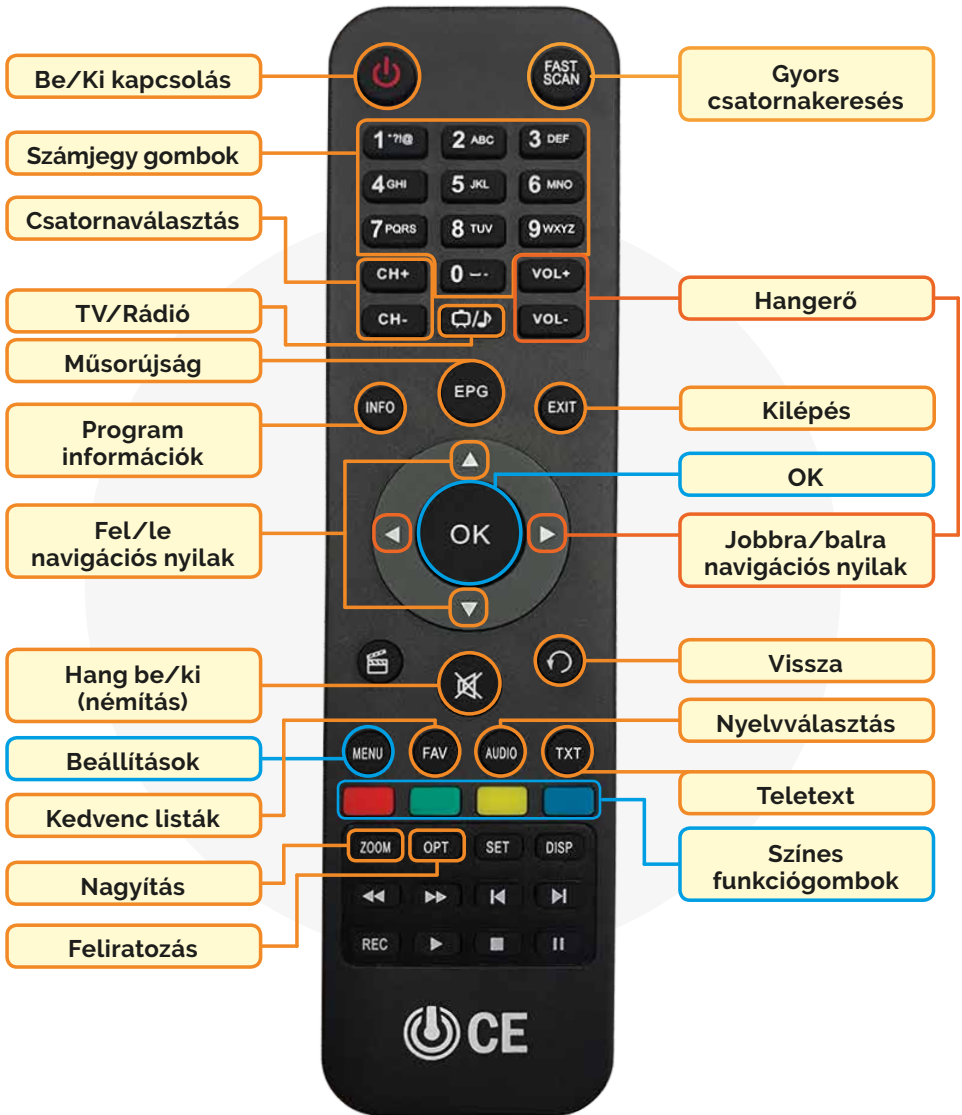 Be/Ki kapcsolás
FAST
SCAN
Gyors
csatornakeresés
Számjegy gombok
1 *?!@
2 ABC
3 DEF
4 GHI
5 JKL
6 MNO
7 PQRS
8 TUV
9 WXYZ
Csatornaválasztás
CH+
0
VOL+
CH-
VOL-
Hangerő
TV/Rádió
Műsorújság
EPG
INFO
EXIT
Kilépés
Program
információk
OK
OK
Fel/le
navigációs nyilak
Jobbra/balra
navigációs nyilak
Hang be/ki
(némítás)
Vissza
Nyelvválasztás
Beállítások
MENU
FAV
AUDIO
TXT
Kedvenc listák
Teletext
ZOOM
OPT
SET
DISP
Színes
funkciógombok
Nagyítás
Feliratozás
REC
CE